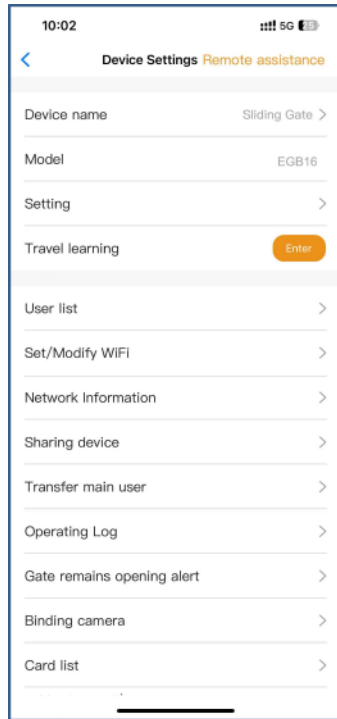 10:02 5G 25
Device Settings Remote assistance
Device name Sliding Gate
Model EGB16
Setting
Travel learning Enter
User list
Set/Modify WiFi
Network Information
Sharing device
Transfer main user
Operating Log
Gate remains opening alert
Binding camera
Card list